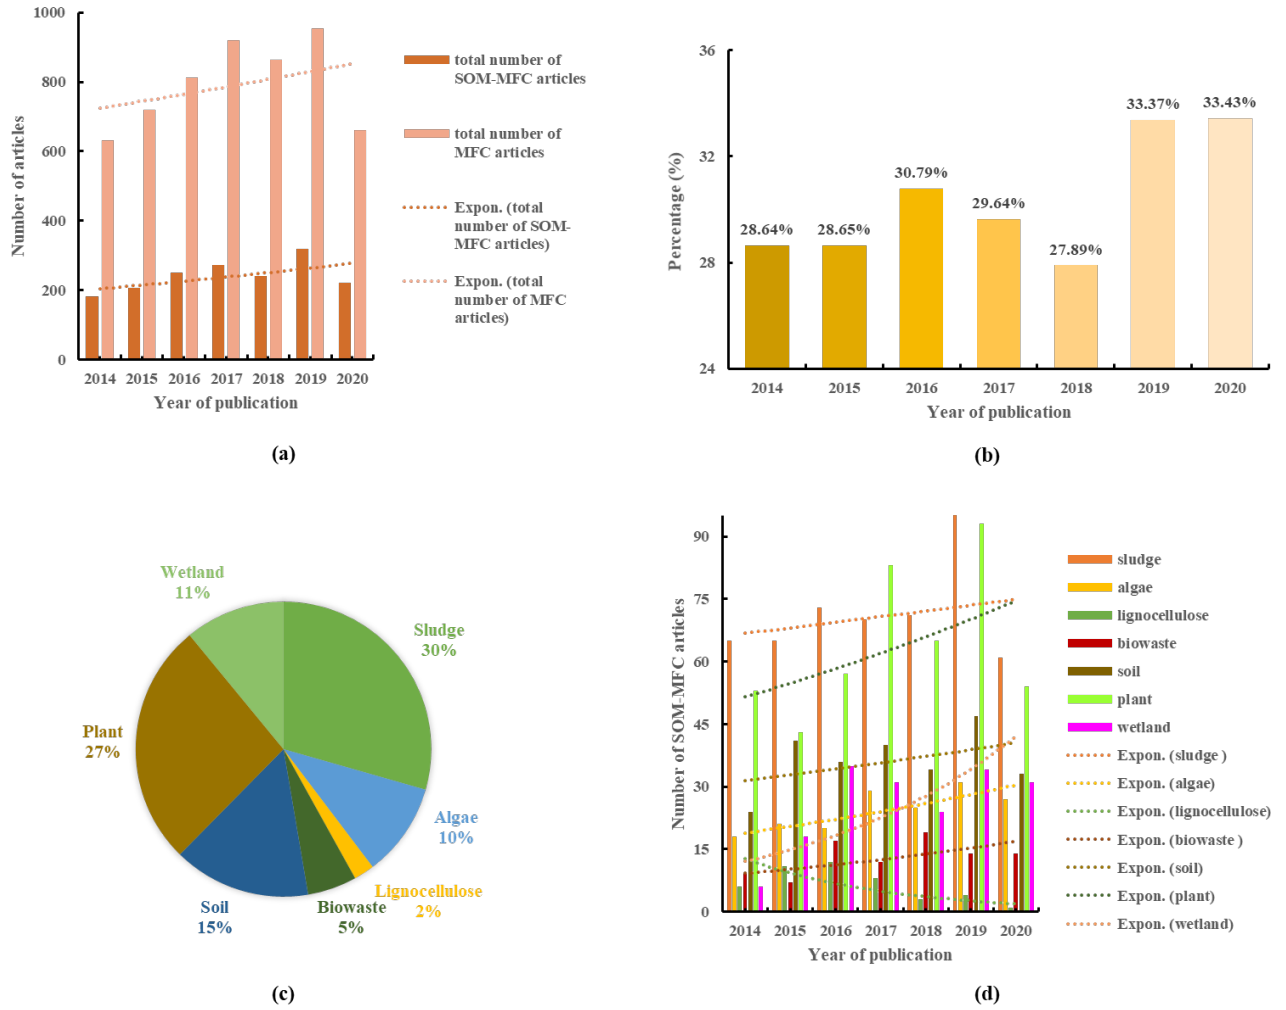 1000
800
600
400
200
0
Number of articles
2014 2015 2016 2017 2018 2019 2020
Year of publication
total number of
SOM-MFC articles
total number of
MFC articles
Expon. (total
number of SOM-
MFC articles)
Expon. (total
number of MFC
articles)
(a)
36
32
28
24
Percentage (%)
28.64%
28.65%
30.79%
29.64%
27.89%
33.37%
33.43%
2014 2015 2016 2017 2018 2019 2020
Year of publication
(b)
Wetland
11%
Sludge
30%
Plant
27%
Algae
10%
Lignocellulose
2%
Biowaste
5%
Soil
15%
(c)
90
75
60
45
30
15
0
Number of SOM-MFC articles
2014 2015 2016 2017 2018 2019 2020
Year of publication
sludge
algae
lignocellulose
biowaste
soil
plant
wetland
Expon. (sludge )
Expon. (algae)
Expon. (lignocellulose)
Expon. (biowaste )
Expon. (soil)
Expon. (plant)
Expon. (wetland)
(d)